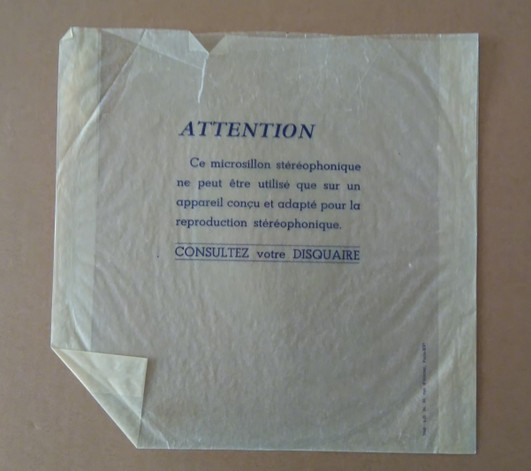 ATTENTION
Ce microsillon stéréophonique
ne peut être utilisé que sur un
appareil conçu et adapté pour la
reproduction stéréophonique.
CONSULTEZ votre DISQUAIRE